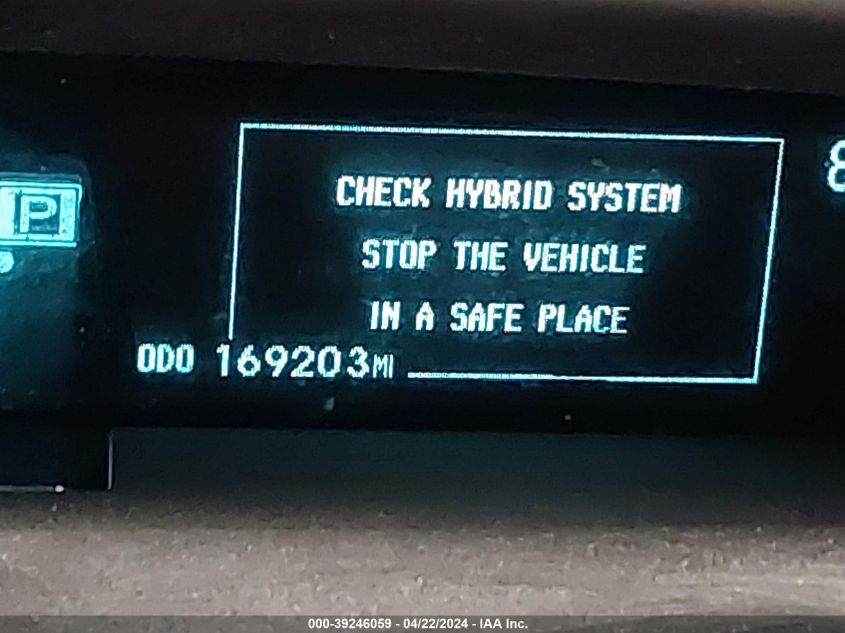 CHECK HYBRID SYSTEM
P
STOP THE VEHICLE
IN A SAFE PLACE
ODO 169203MI
000-39246059 - 04/22/2024 - IAA Inc.